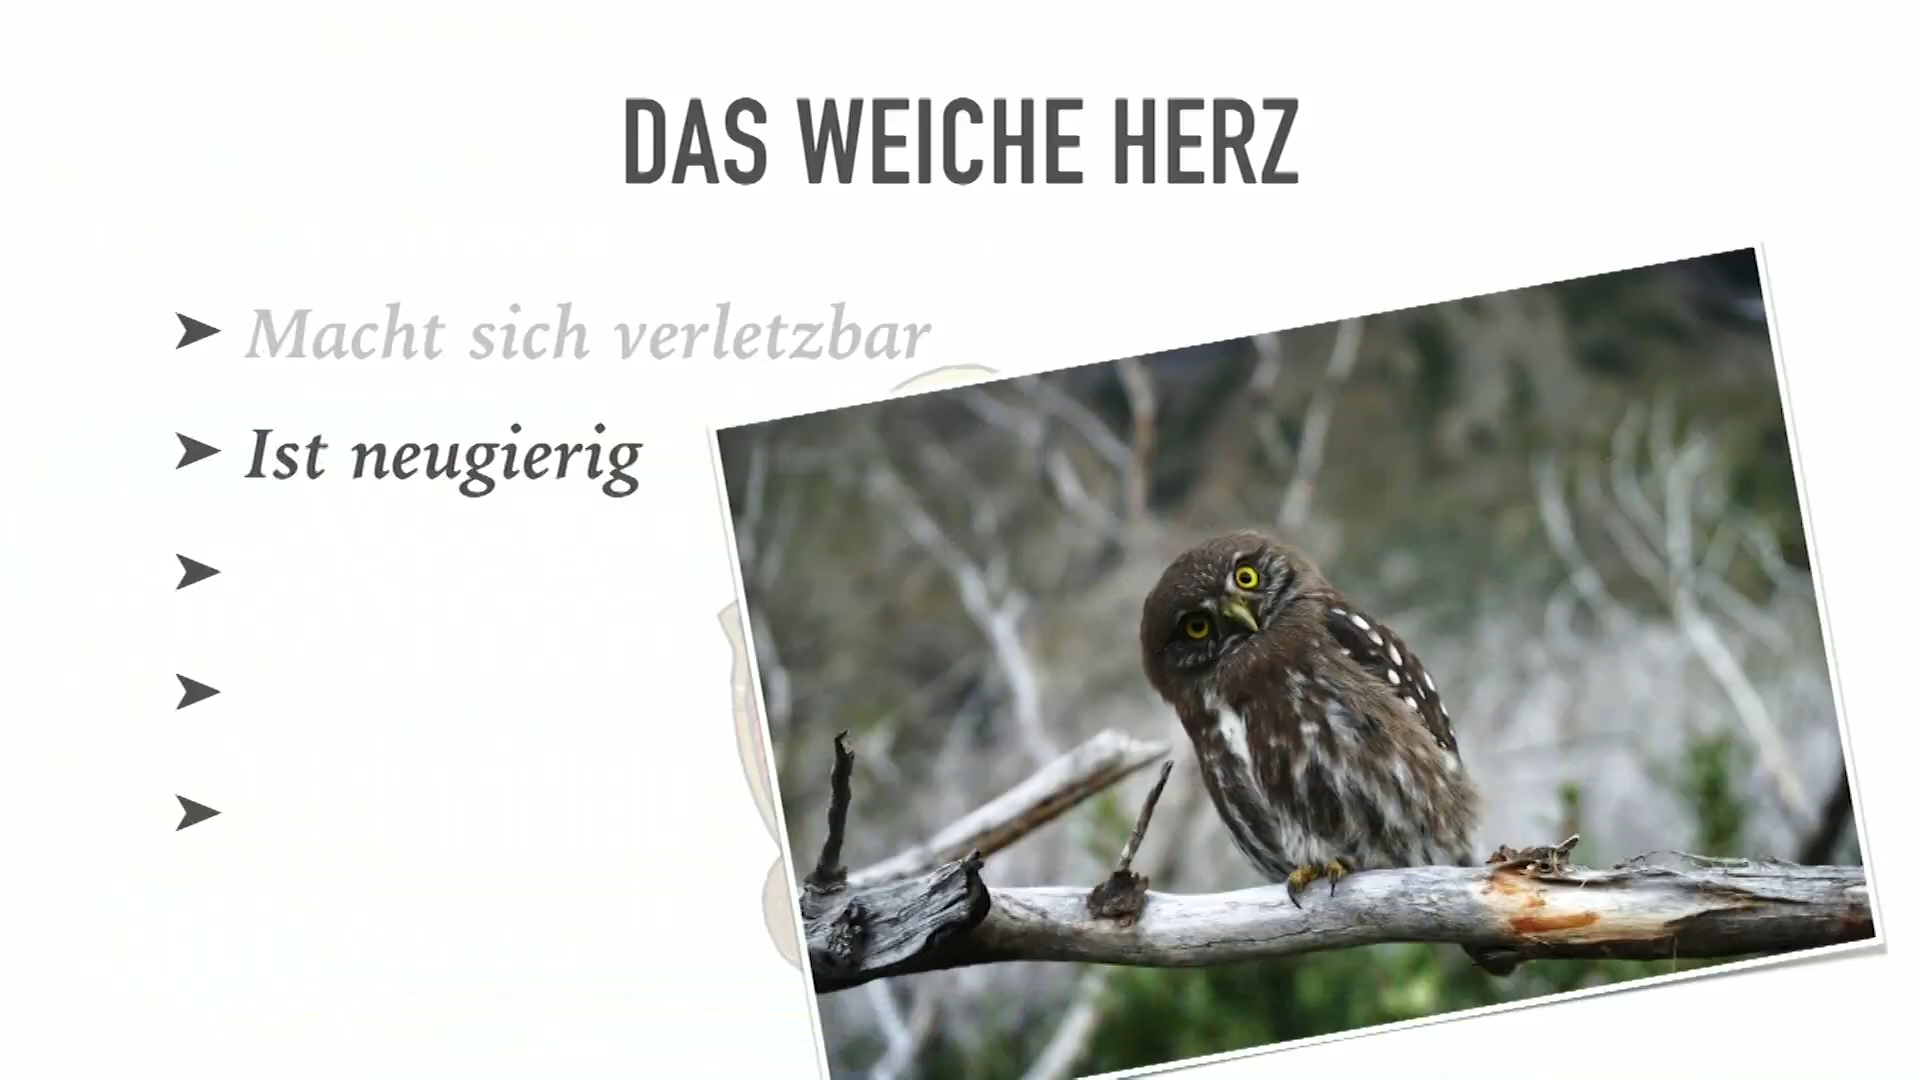 DAS WEICHE HERZ
➤ Macht sich verletzbar
➤ Ist neugierig
➤
➤
➤